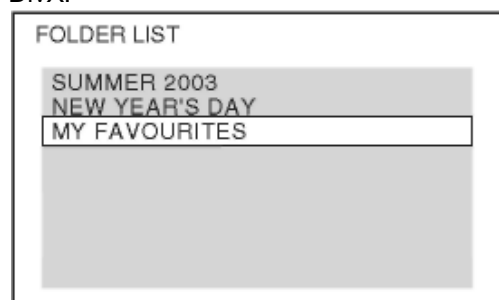 FOLDER LIST
SUMMER 2003
NEW YEAR'S DAY
MY FAVOURITES